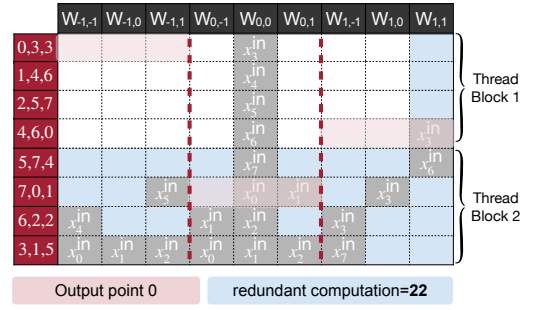 W-1,-1 W-1,0 W-1,1 W0,-1 W0,0 W0,1 W1,-1 W1,0 W1,1
0,3,3 x3in
1,4,6 x4in
2,5,7 x5in
4,6,0 x6in x3in
Thread
Block 1
5,7,4 x7in x6in
7,0,1 x5in x0in x1in x3in
6,2,2 x4in x1in x2in x3in
3,1,5 x0in x1in x2in x0in x1in x2in x7in
Thread
Block 2
Output point 0 redundant computation=22